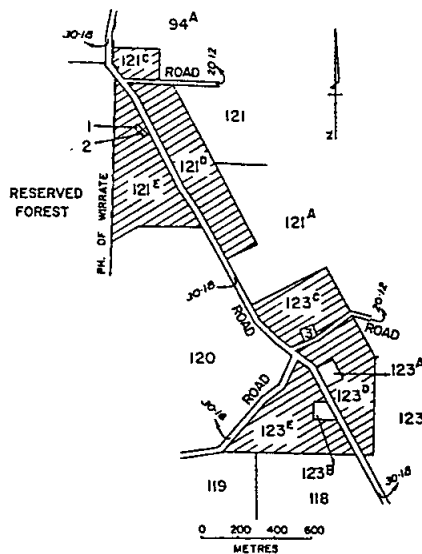 94A
30·18
121C
ROAD
20·12
1
2
121
121D
121E
RESERVED
FOREST
PH. OF WIRRATE
121A
N
30·18
ROAD
123C
20·12
3
ROAD
120
123A
ROAD
123D
123
30·18
123E
123B
119
118
30·18
0 200 400 600
METRES